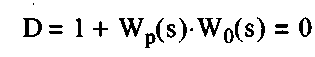 D = 1 + Wₚ(s)·W₀(s) = 0